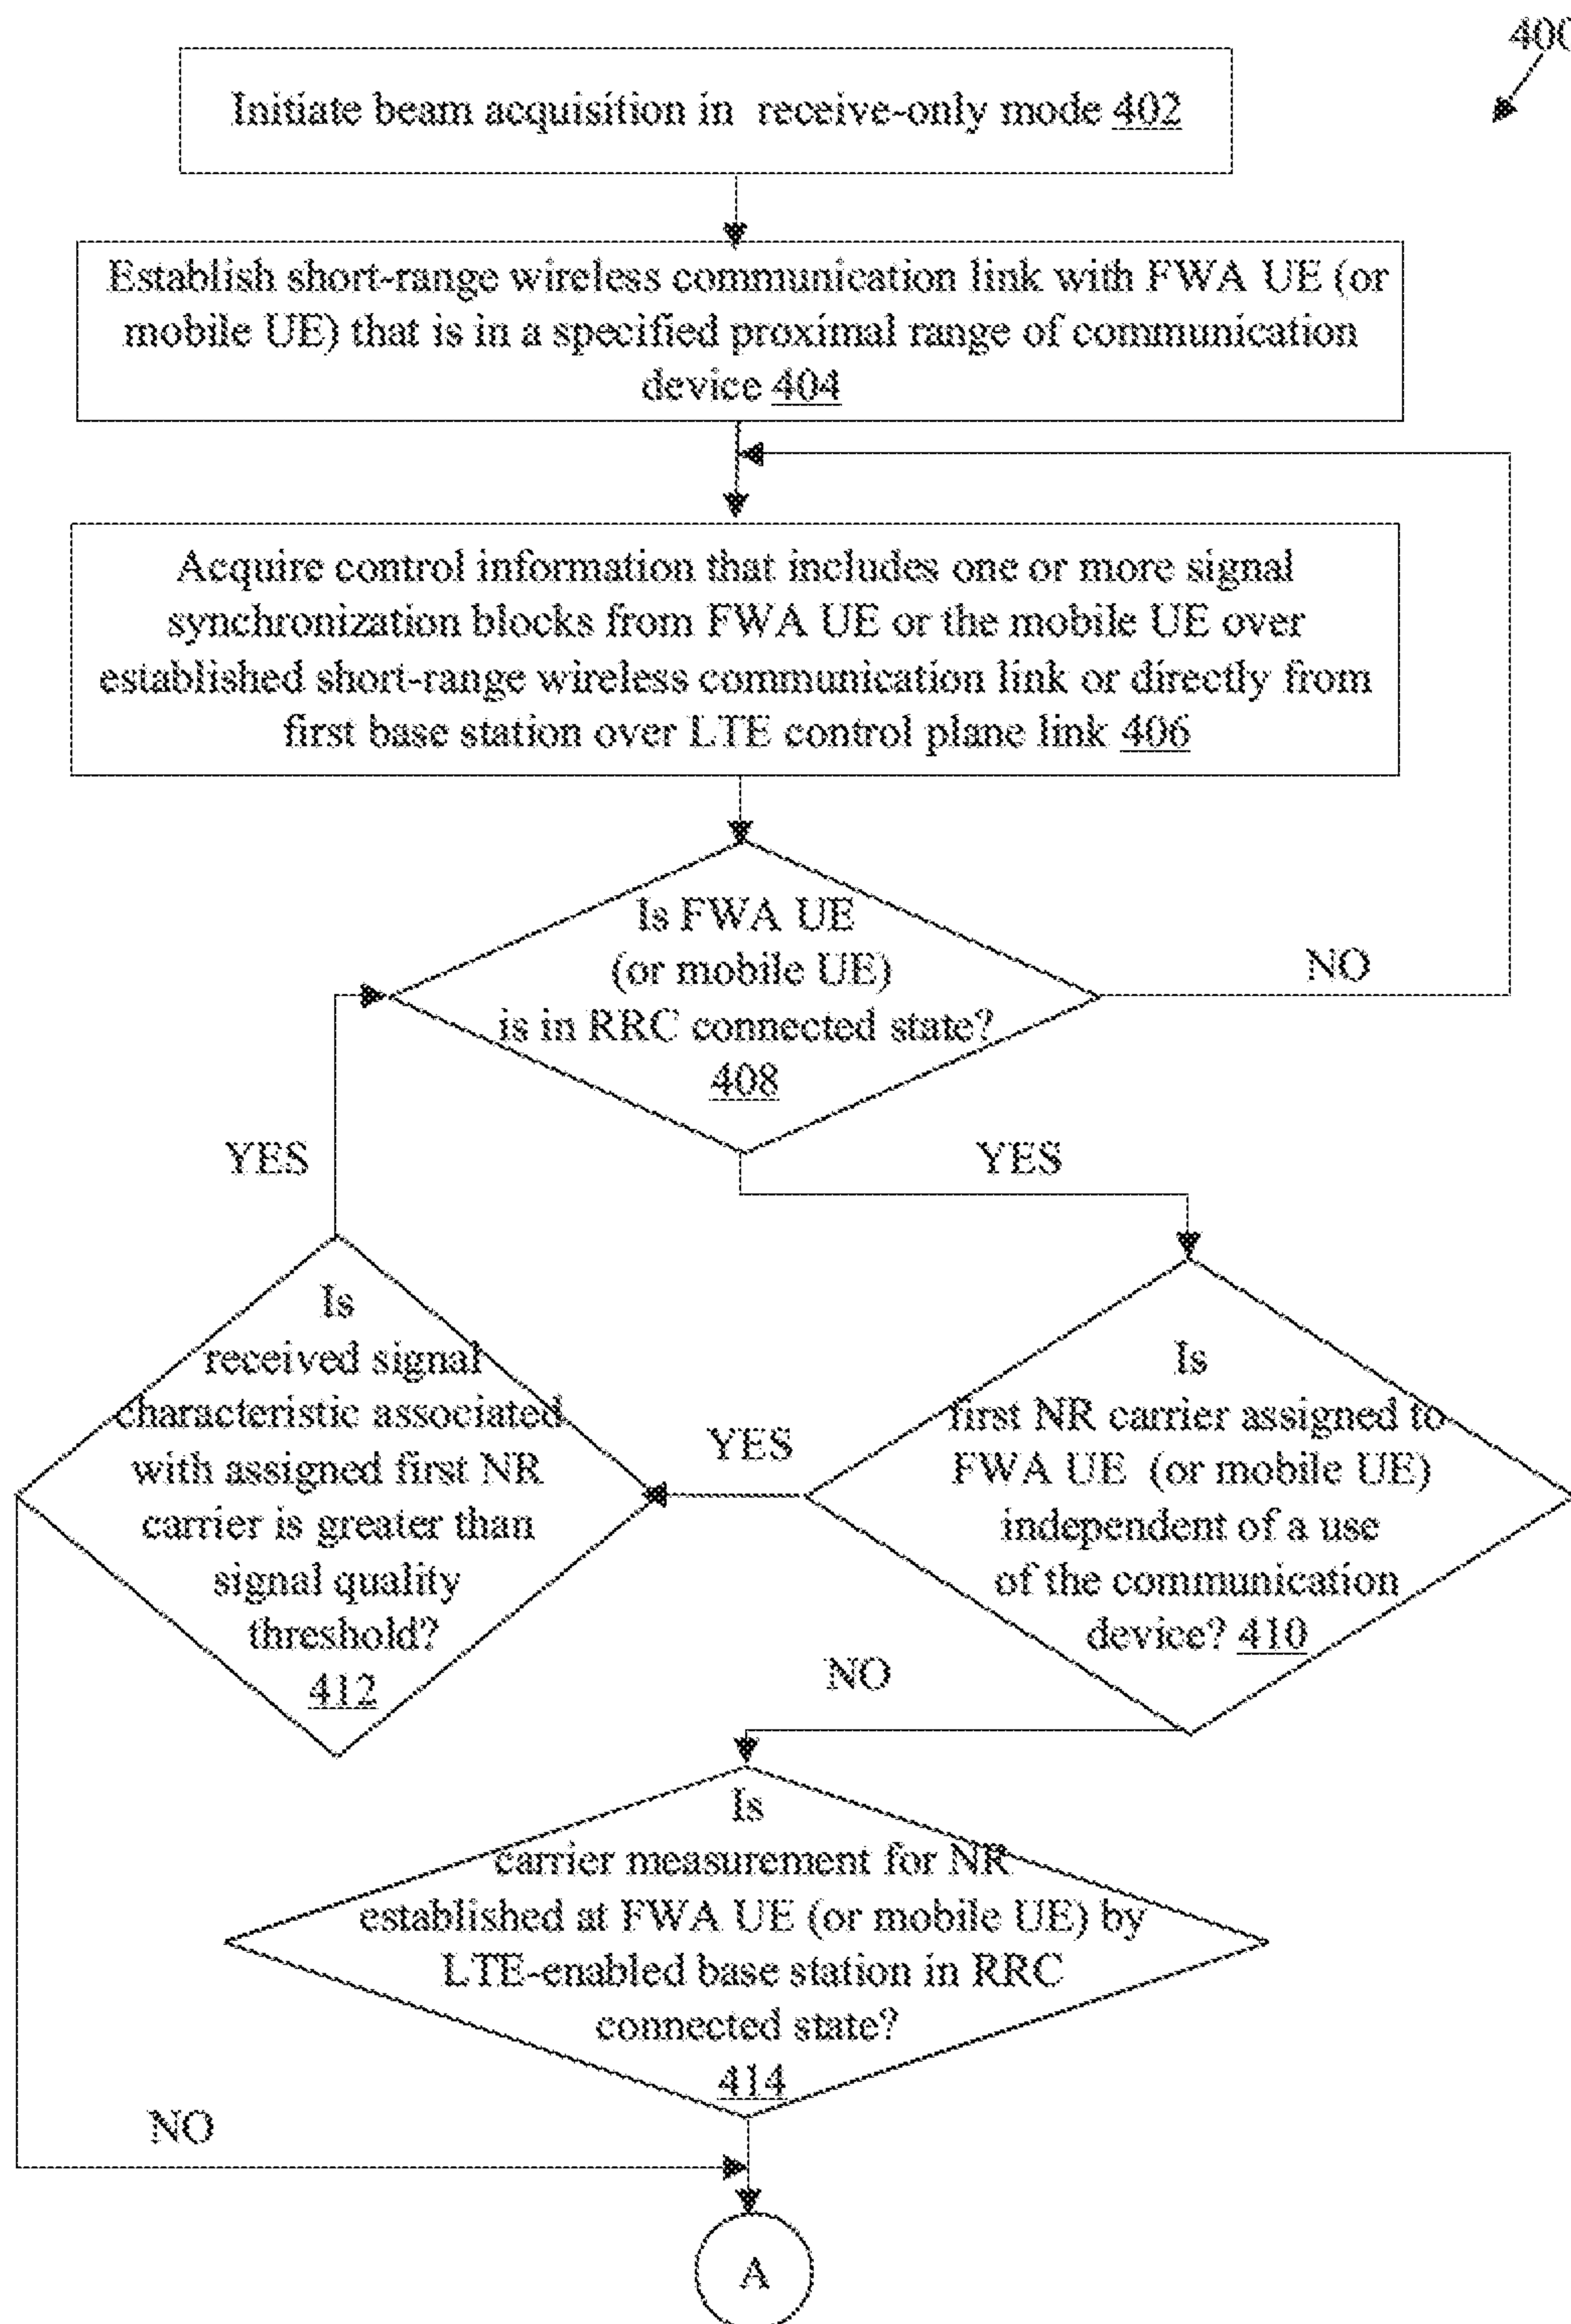 400
Initiate beam acquisition in receive-only mode 402
Establish short-range wireless communication link with FWA UE (or
mobile UE) that is in a specified proximal range of communication
device 404
Acquire control information that includes one or more signal
synchronization blocks from FWA UE or the mobile UE over
established short-range wireless communication link or directly from
first base station over LTE control plane link 406
Is FWA UE
(or mobile UE)
is in RRC connected state?
408
NO
YES
YES
Is
received signal
characteristic associated
with assigned first NR
carrier is greater than
signal quality
threshold?
412
YES
Is
first NR carrier assigned to
FWA UE (or mobile UE)
independent of a use
of the communication
device? 410
NO
Is
carrier measurement for NR
established at FWA UE (or mobile UE) by
LTE-enabled base station in RRC
connected state?
414
NO
A